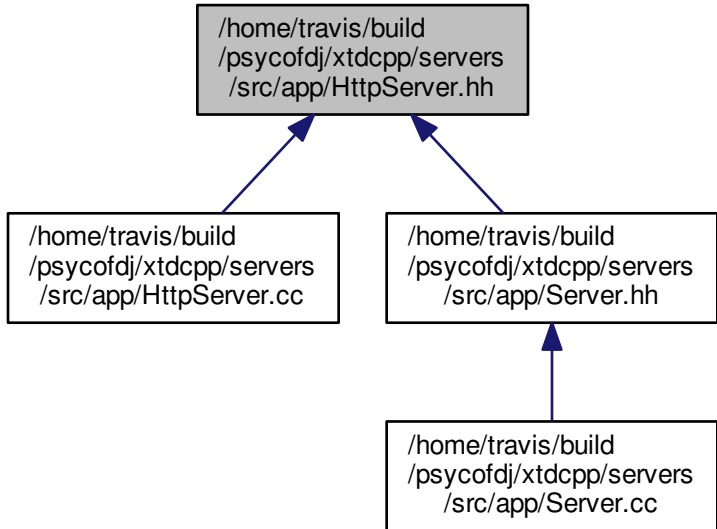 /home/travis/build
/psycofdj/xtdcpp/servers
/src/app/HttpServer.hh
/home/travis/build
/psycofdj/xtdcpp/servers
/src/app/HttpServer.cc
/home/travis/build
/psycofdj/xtdcpp/servers
/src/app/Server.hh
/home/travis/build
/psycofdj/xtdcpp/servers
/src/app/Server.cc